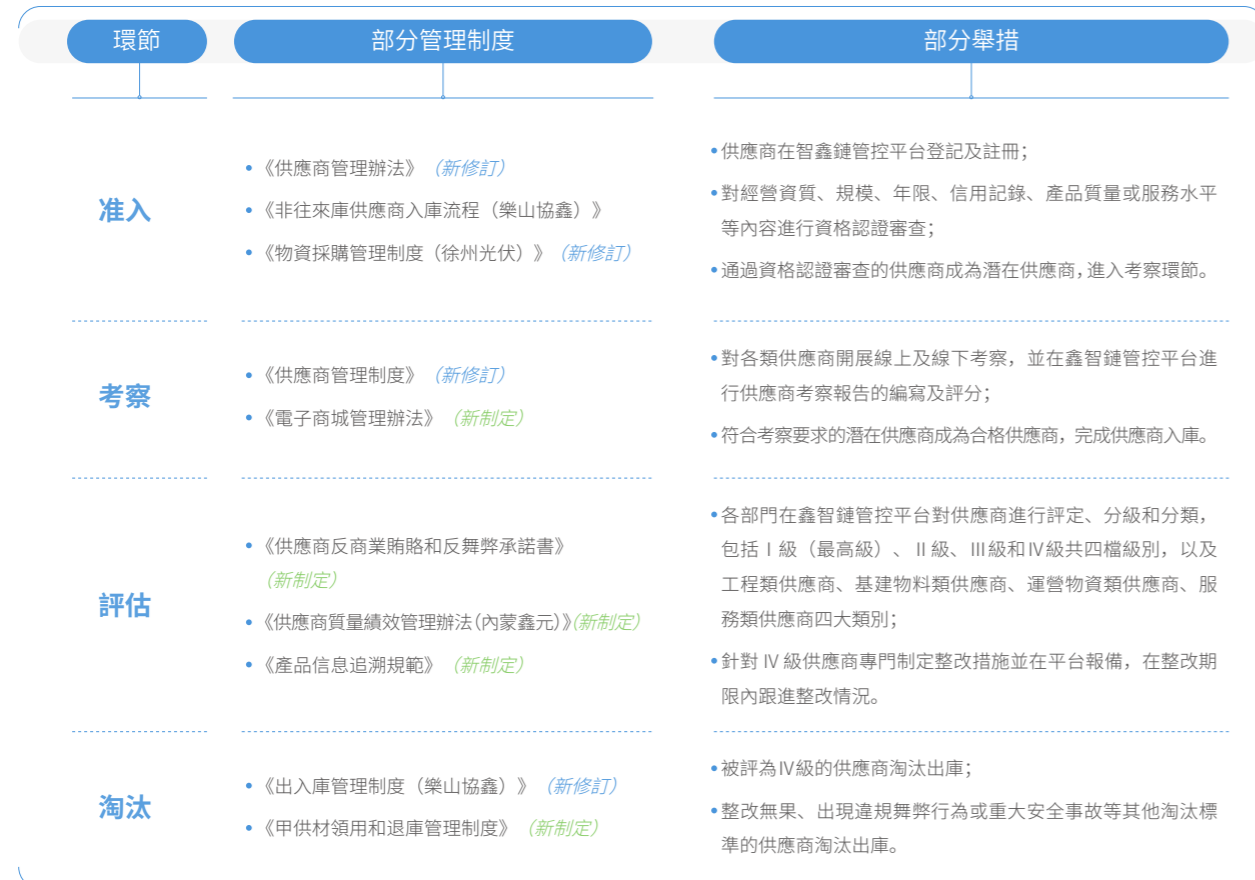 環節
部分管理制度
部分舉措
准入
• 《供應商管理辦法》（新修訂）
• 《非往來庫供應商入庫流程（樂山協鑫）》
• 《物資採購管理制度（徐州光伏）》（新修訂）
•供應商在智鑫鏈管控平台登記及註冊；
•對經營資質、規模、年限、信用記錄、產品質量或服務水平
等內容進行資格認證審查；
•通過資格認證審查的供應商成為潛在供應商，進入考察環節。
考察
• 《供應商管理制度》（新修訂）
• 《電子商城管理辦法》（新制定）
•對各類供應商開展線上及線下考察，並在鑫智鏈管控平台進
行供應商考察報告的編寫及評分；
•符合考察要求的潛在供應商成為合格供應商，完成供應商入庫。
評估
• 《供應商反商業賄賂和反舞弊承諾書》
（新制定）
• 《供應商質量績效管理辦法（內蒙鑫元）》（新制定）
• 《產品信息追溯規範》（新制定）
•各部門在鑫智鏈管控平台對供應商進行評定、分級和分類，
包括Ⅰ級（最高級）、Ⅱ級、Ⅲ級和Ⅳ級共四檔級別，以及
工程類供應商、基建物料類供應商、運營物資類供應商、服
務類供應商四大類別；
•針對 Ⅳ 級供應商專門制定整改措施並在平台報備，在整改期
限內跟進整改情況。
淘汰
• 《出入庫管理制度（樂山協鑫）》（新修訂）
• 《甲供材領用和退庫管理制度》（新制定）
•被評為Ⅳ級的供應商淘汰出庫；
•整改無果、出現違規舞弊行為或重大安全事故等其他淘汰標
準的供應商淘汰出庫。